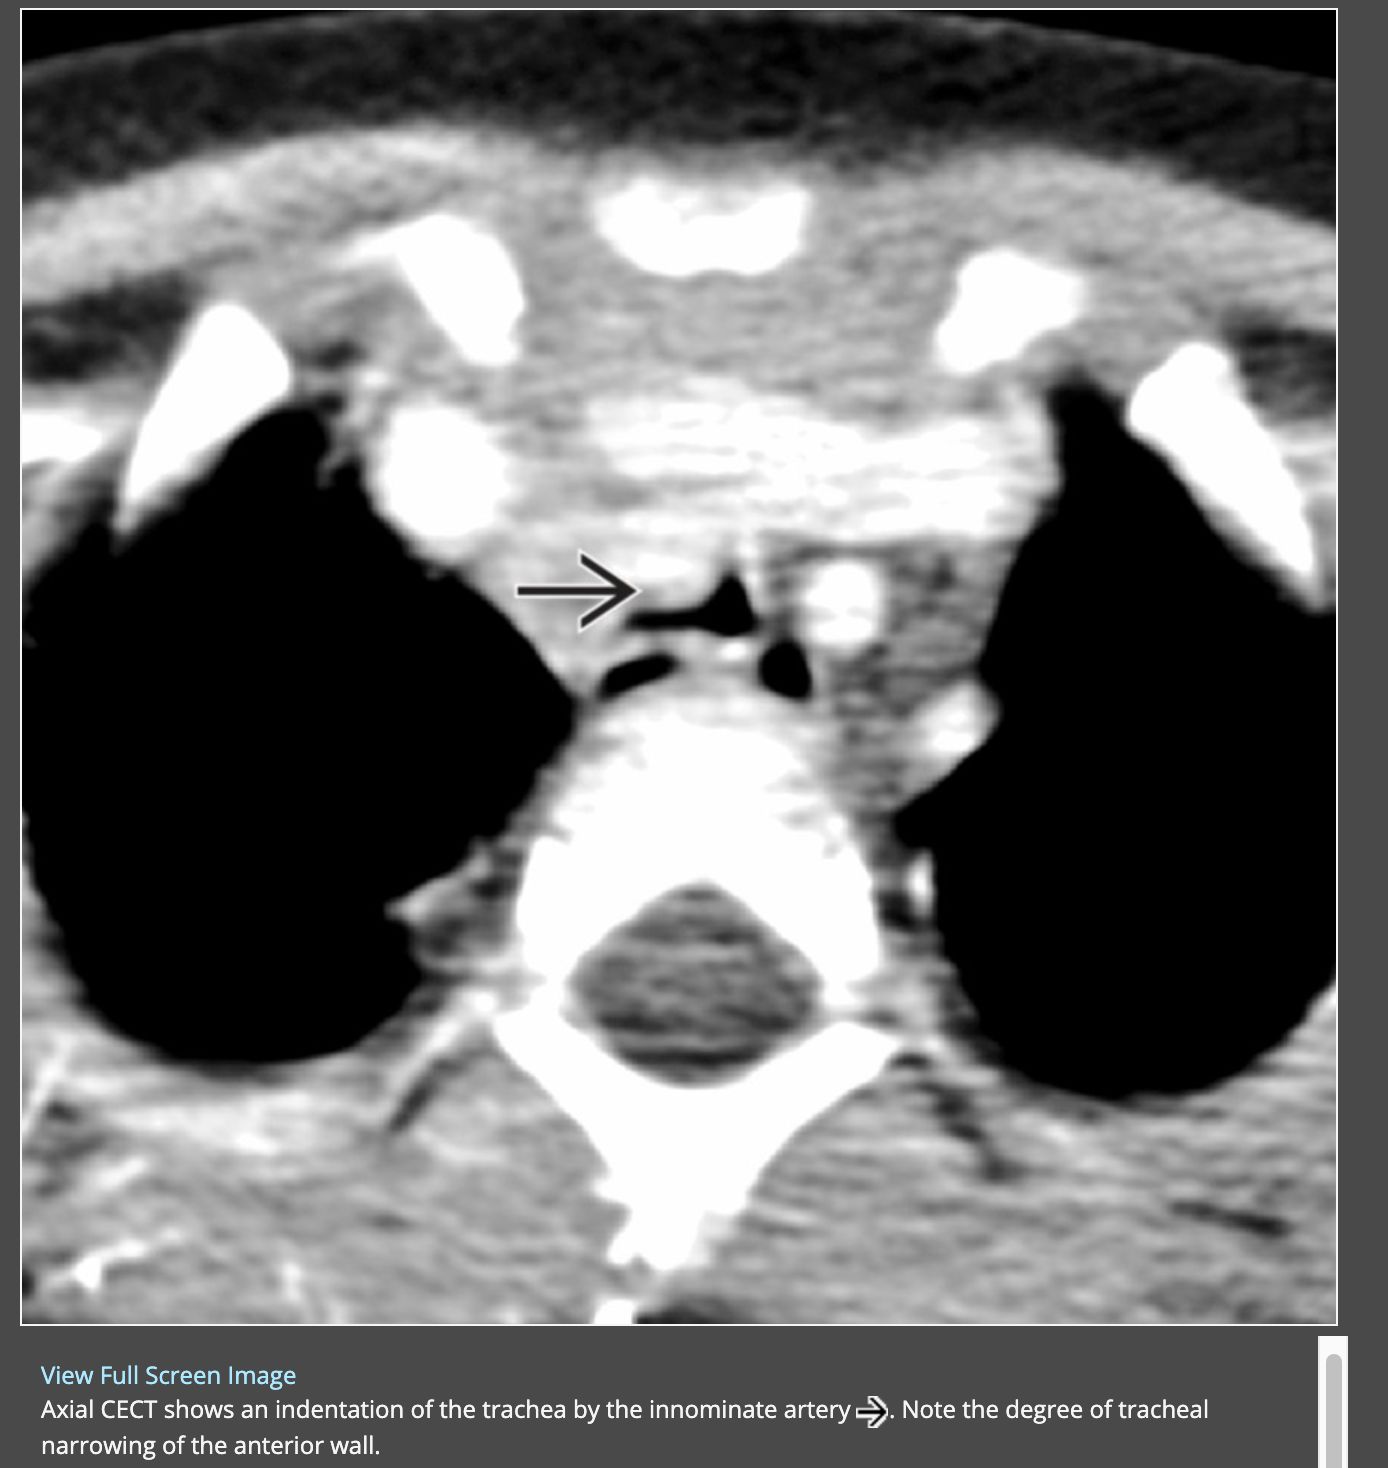 View Full Screen Image
Axial CECT shows an indentation of the trachea by the innominate artery . Note the degree of tracheal
narrowing of the anterior wall.